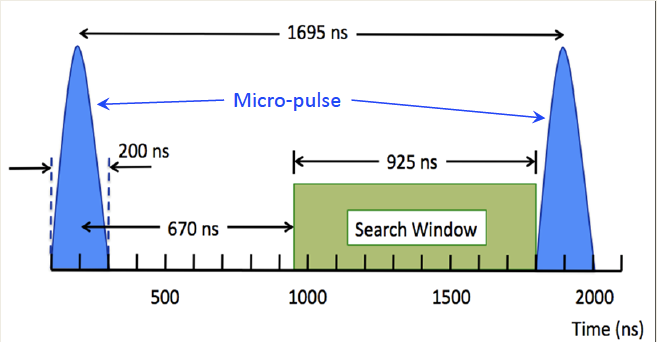 1695 ns
Micro-pulse
200 ns
925 ns
670 ns
Search Window
500
1000
1500
2000
Time (ns)